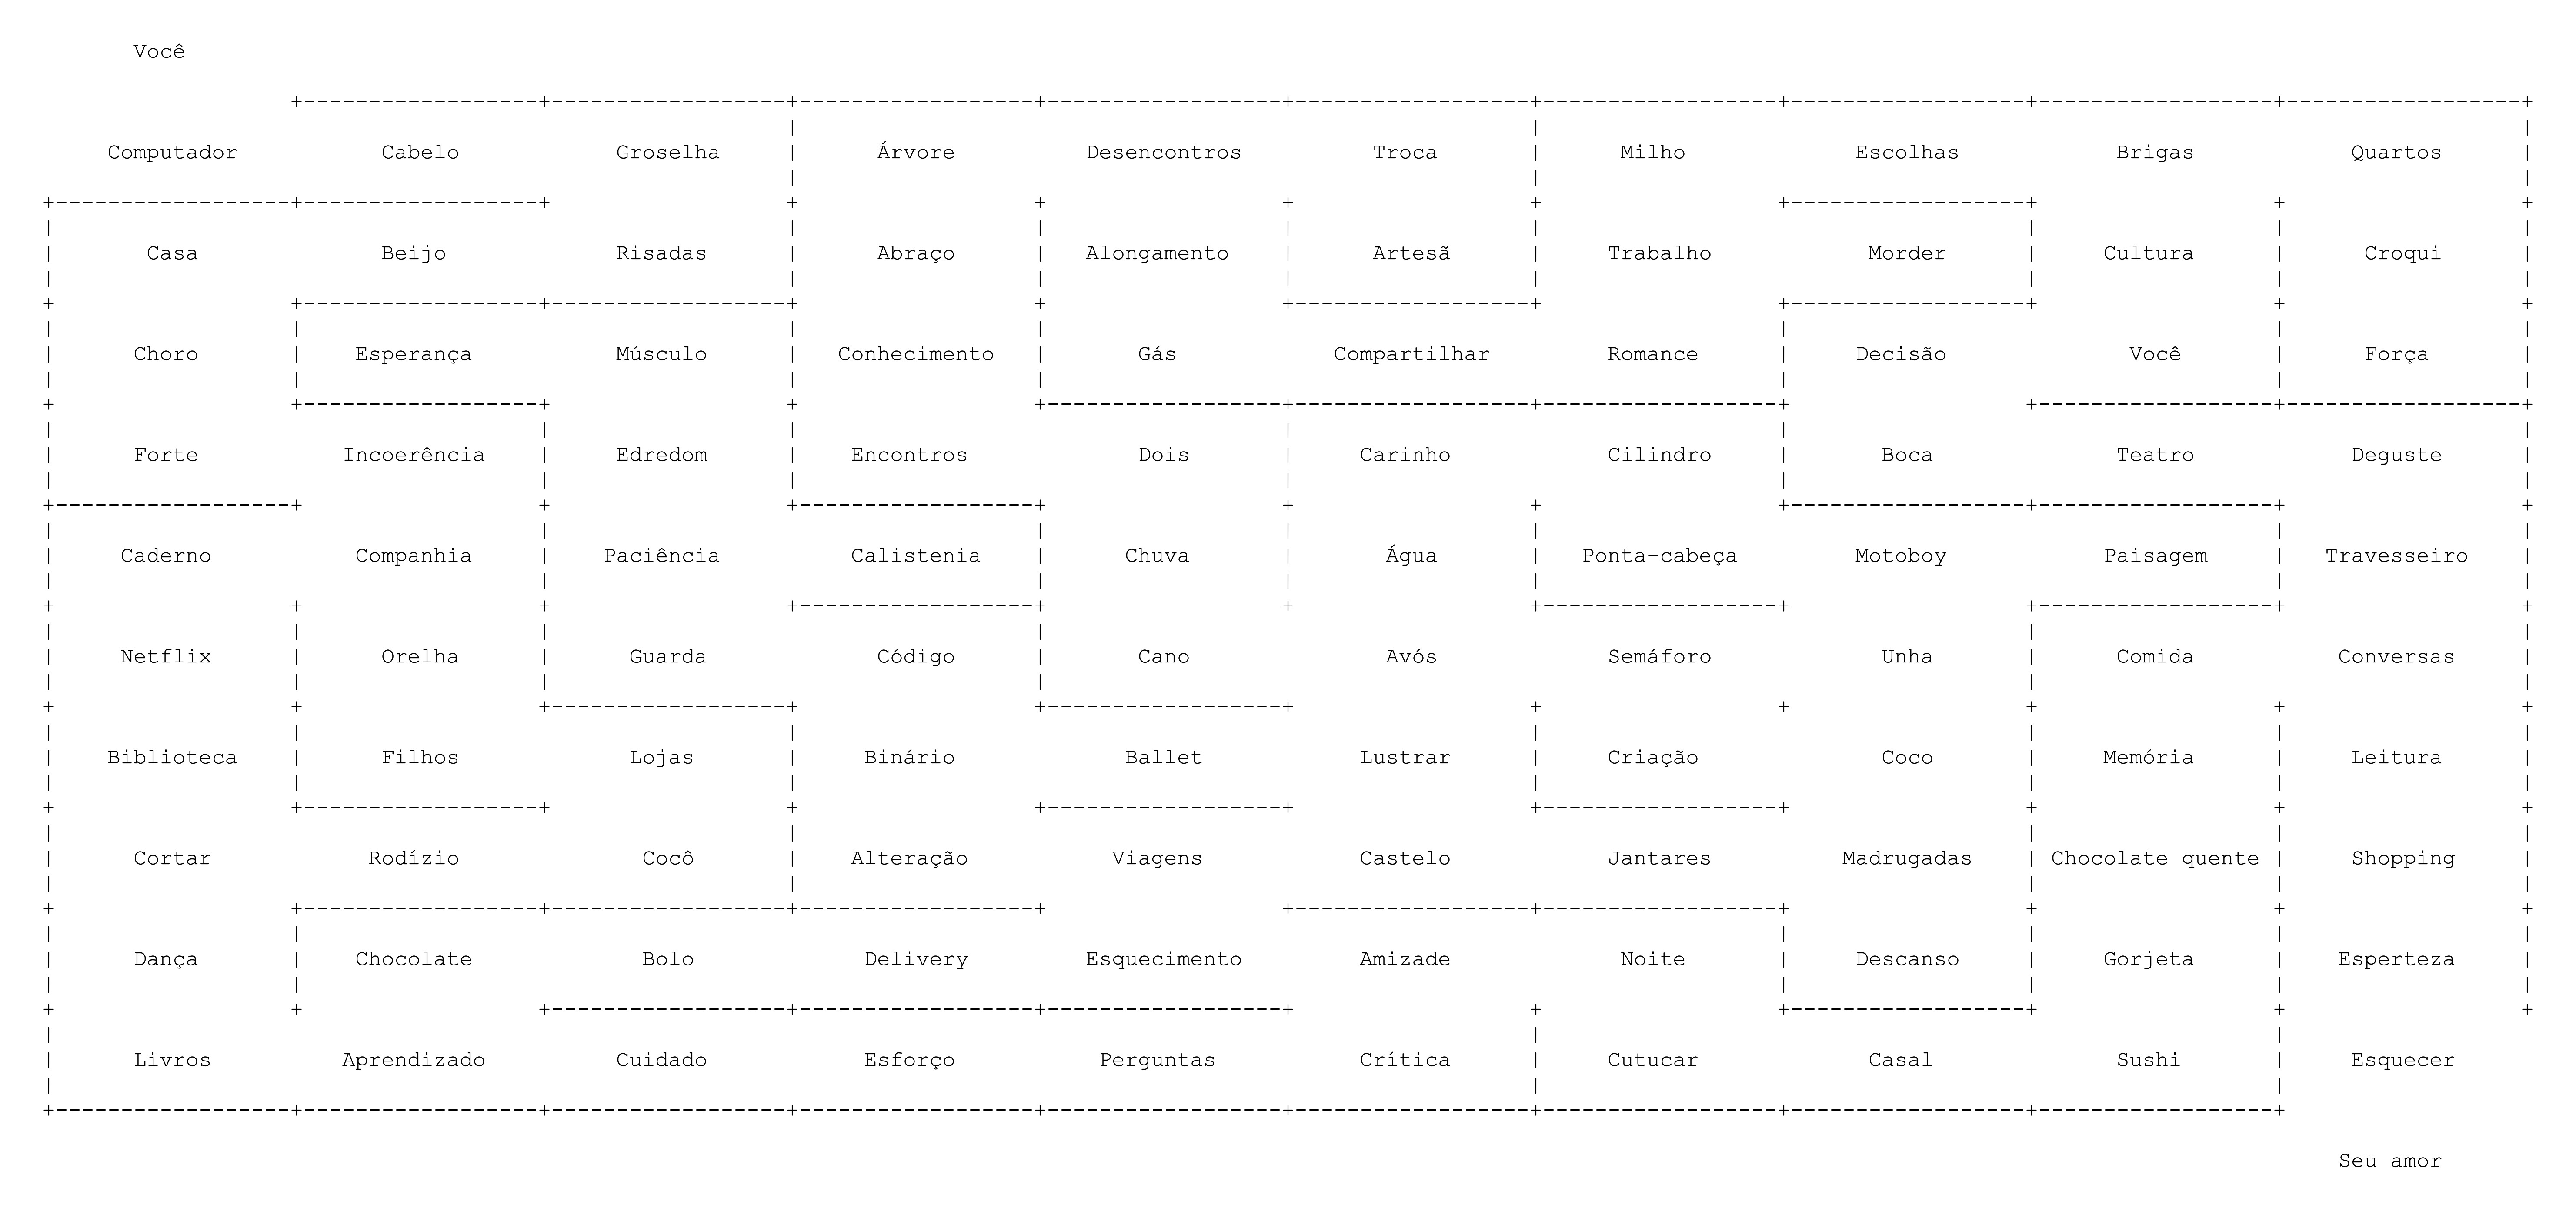 Você
Computador Cabelo Groselha Árvore Desencontros Troca Milho Escolhas Brigas Quartos
Casa Beijo Risadas Abraço Alongamento Artesã Trabalho Morder Cultura Croqui
Choro Esperança Músculo Conhecimento Gás Compartilhar Romance Decisão Você Força
Forte Incoerência Edredom Encontros Dois Carinho Cilindro Boca Teatro Deguste
Caderno Companhia Paciência Calistenia Chuva Água Ponta-cabeça Motoboy Paisagem Travesseiro
Netflix Orelha Guarda Código Cano Avós Semáforo Unha Comida Conversas
Biblioteca Filhos Lojas Binário Ballet Lustrar Criação Coco Memória Leitura
Cortar Rodízio Cocô Alteração Viagens Castelo Jantares Madrugadas Chocolate quente Shopping
Dança Chocolate Bolo Delivery Esquecimento Amizade Noite Descanso Gorjeta Esperteza
Livros Aprendizado Cuidado Esforço Perguntas Crítica Cutucar Casal Sushi Esquecer
Seu amor